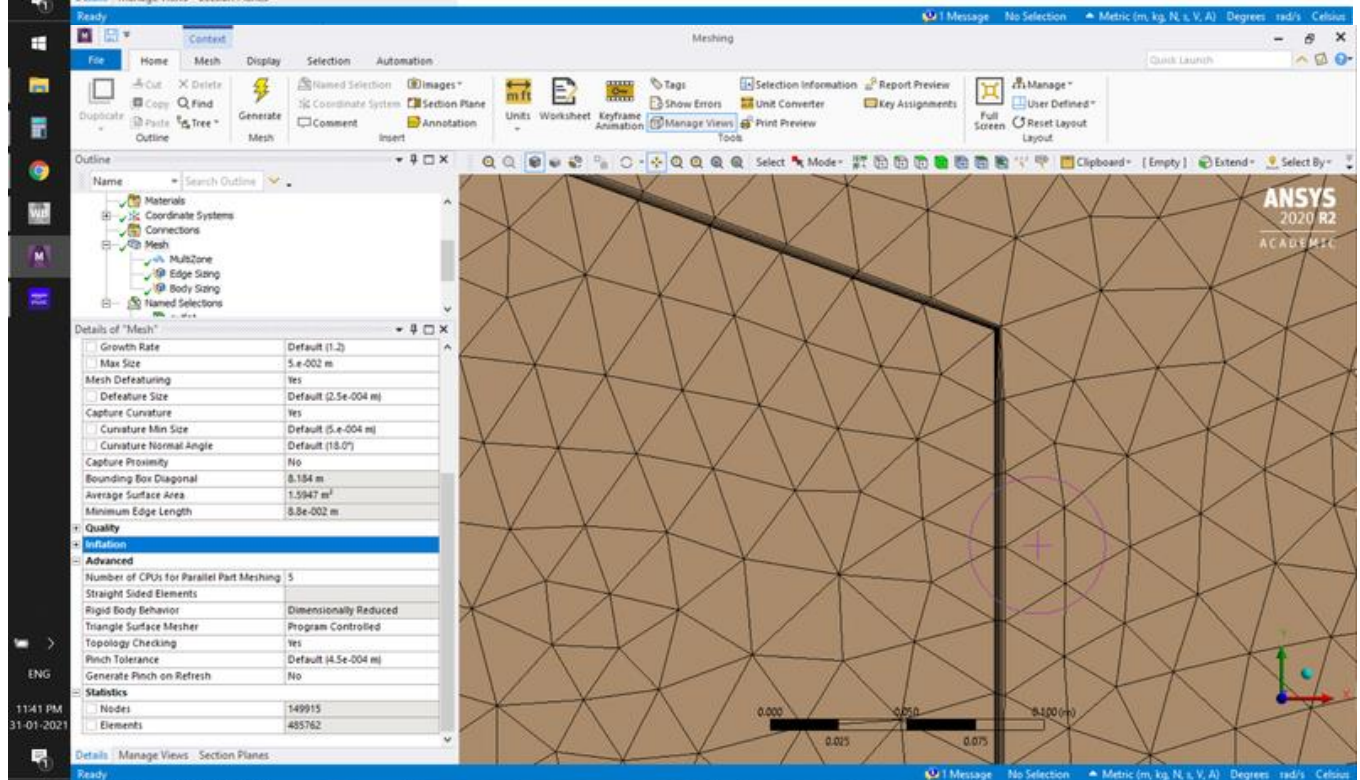 Details Manage Views Section Planes
Ready 1 Message No Selection Metric (m, kg, N, s, V, A) Degrees rad/s Celsius
Context Meshing
File Home Mesh Display Selection Automation Quick Launch
Duplicate Cut Copy Paste Delete Find Tree Outline
Generate Mesh
Named Selection Coordinate System Comment Images Section Plane Annotation Insert
Units Worksheet Keyframe Animation Tags Show Errors Manage Views Selection Information Unit Converter Print Preview Report Preview Key Assignments Tools
Full Screen Manage User Defined Reset Layout Layout
Outline Select Mode Clipboard [Empty] Extend Select By
Name Search Outline
Materials
Coordinate Systems
Connections
Mesh
MultiZone
Edge Sizing
Body Sizing
Named Selections
Details of "Mesh"
Growth Rate Default (1.2)
Max Size 5.e-002 m
Mesh Defeaturing Yes
Defeature Size Default (2.5e-004 m)
Capture Curvature Yes
Curvature Min Size Default (5.e-004 m)
Curvature Normal Angle Default (18.0°)
Capture Proximity No
Bounding Box Diagonal 8.184 m
Average Surface Area 1.5947 m²
Minimum Edge Length 8.8e-002 m
Quality
Inflation
Advanced
Number of CPUs for Parallel Part Meshing 5
Straight Sided Elements
Rigid Body Behavior Dimensionally Reduced
Triangle Surface Mesher Program Controlled
Topology Checking Yes
Pinch Tolerance Default (4.5e-004 m)
Generate Pinch on Refresh No
Statistics
Nodes 149915
Elements 485762
Details Manage Views Section Planes
Ready 1 Message No Selection Metric (m, kg, N, s, V, A) Degrees rad/s Celsius
ANSYS
2020 R2
ACADEMIC
0.000 0.050 0.100 (m)
0.025 0.075
Y
X
WB
M
ENG
11:41 PM
31-01-2021